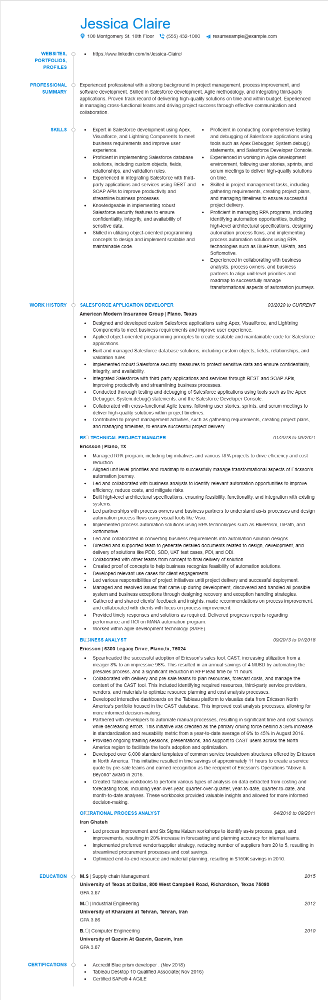 Jessica Claire
100 Montgomery St. 10th Floor (555) 432-1000 resumesample@example.com
WEBSITES,
PORTFOLIOS,
PROFILES
• https://www.linkedin.com/in/Jessica-Claire/
PROFESSIONAL
SUMMARY
Experienced professional with a strong background in project management, process improvement, and
software development. Skilled in Salesforce development, Agile methodology, and integrating third-party
applications. Proven track record of delivering high-quality solutions on time and within budget. Experienced
in managing cross-functional teams and driving project success through effective communication and
collaboration.
SKILLS
• Expert in Salesforce development using Apex,
Visualforce, and Lightning Components to meet
business requirements and improve user
experience.
• Proficient in implementing Salesforce database
solutions, including custom objects, fields,
relationships, and validation rules.
• Experienced in integrating Salesforce with third-
party applications and services using REST and
SOAP APIs to improve productivity and
streamline business processes.
• Knowledgeable in implementing robust
Salesforce security features to ensure
confidentiality, integrity, and availability of
sensitive data.
• Skilled in utilizing object-oriented programming
concepts to design and implement scalable and
maintainable code.
• Proficient in conducting comprehensive testing
and debugging of Salesforce applications using
tools such as Apex Debugger, System.debug()
statements, and Salesforce Developer Console.
• Experienced in working in Agile development
environment, following user stories, sprints, and
scrum meetings to deliver high-quality solutions
on time.
• Skilled in project management tasks, including
gathering requirements, creating project plans,
and managing timelines to ensure successful
project delivery.
• Proficient in managing RPA programs, including
identifying automation opportunities, building
high-level architectural specifications, designing
automation process flows, and implementing
process automation solutions using RPA
technologies such as BluePrism, UiPath, and
Softomotive.
• Experienced in collaborating with business
analysts, process owners, and business
partners to align unit-level priorities and
roadmap to successfully manage
transformational aspects of automation journeys.
WORK HISTORY
SALESFORCE APPLICATION DEVELOPER 03/2020 to CURRENT
American Modern Insurance Group | Plano, Texas
• Designed and developed custom Salesforce applications using Apex, Visualforce, and Lightning
Components to meet business requirements and improve user experience.
• Applied object-oriented programming principles to create scalable and maintainable code for Salesforce
applications.
• Built and managed Salesforce database solutions, including custom objects, fields, relationships, and
validation rules.
• Implemented robust Salesforce security measures to protect sensitive data and ensure confidentiality,
integrity, and availability.
• Integrated Salesforce with third-party applications and services through REST and SOAP APIs,
improving productivity and streamlining business processes.
• Conducted thorough testing and debugging of Salesforce applications using tools such as the Apex
Debugger, System.debug() statements, and the Salesforce Developer Console.
• Collaborated with cross-functional Agile teams, following user stories, sprints, and scrum meetings to
deliver high-quality solutions within project timelines.
• Contributed to project management activities, such as gathering requirements, creating project plans,
and managing timelines, to ensure successful project delivery
TECHNICAL PROJECT MANAGER 01/2018 to 03/2021
Ericsson | Plano, TX
• Managed RPA program, including big initiatives and various RPA projects to drive efficiency and cost
reduction.
• Aligned unit level priorities and roadmap to successfully manage transformational aspects of Ericsson's
automation journey.
• Led and collaborated with business analysts to identify relevant automation opportunities to improve
efficiency, reduce costs, and mitigate risks.
• Built high-level architectural specifications, ensuring feasibility, functionality, and integration with existing
systems.
• Led partnerships with process owners and business partners to understand as-is processes and design
automation process flows using visual tools like Visio.
• Implemented process automation solutions using RPA technologies such as BluePrism, UiPath, and
Softomotive.
• Led and collaborated in converting business requirements into automation solution designs.
• Directed and supported team to generate detailed documents related to design, development, and
delivery of solutions like PDD, SDD, UAT test cases, PDI, and ODI.
• Collaborated with other teams from concept to final delivery of solution.
• Created proof of concepts to help business recognize feasibility of automation solutions.
• Developed relevant use cases for client engagements.
• Led various responsibilities of project initiatives until project delivery and successful deployment.
• Managed and resolved issues that came up during development, discovered and handled all possible
system and business exceptions through designing recovery and exception handling strategies.
• Gathered and shared clients' feedback and insights, made recommendations on process improvement,
and collaborated with clients with focus on process improvement.
• Provided timely responses and solutions as required. Delivered progress reports regarding
performance and ROI on MANA automation program.
• Worked within agile development technology (SAFE).
BUSINESS ANALYST 09/2013 to 01/2018
Ericsson | 6300 Legacy Drive, Plano,tx, 75024
• Spearheaded the successful adoption of Ericsson's sales tool, CAST, increasing utilization from a
meager 8% to an impressive 96%. This resulted in an annual savings of 4 MUSD by automating the
presales process, and a significant reduction in RFP lead time by 11 hours.
• Collaborated with delivery and pre-sale teams to plan resources, forecast costs, and manage the
content of the CAST tool. This included identifying required resources, third-party service providers,
vendors, and materials to optimize resource planning and cost analysis processes.
• Developed interactive dashboards on the Tableau platform to visualize data from Ericsson North
America's portfolio housed in the CAST database. This improved cost analysis processes, allowing for
more informed decision-making.
• Partnered with developers to automate manual processes, resulting in significant time and cost savings
while decreasing errors. This initiative was credited as the primary driving force behind a 39% increase
in standardization and reusability metric from a year-to-date average of 6% to 45% in August 2016.
• Provided ongoing training sessions, presentations, and support to CAST users across the North
America region to facilitate the tool's adoption and optimization.
• Developed over 6,000 standard templates of common service breakdown structures offered by Ericsson
in North America. This initiative resulted in time savings of approximately 11 hours to create a service
quote by pre-sale teams and earned recognition as the recipient of Ericsson's Operations "Above &
Beyond" award in 2016.
• Created Tableau workbooks to perform various types of analysis on data extracted from costing and
forecasting tools, including year-over-year, quarter-over-quarter, year-to-date, quarter-to-date, and
month-to-date analyses. These workbooks provided valuable insights and allowed for more informed
decision-making.
OPERATIONAL PROCESS ANALYST 04/2010 to 09/2011
Iran Ghateh
• Led process improvement and Six Sigma Kaizen workshops to identify as-is process, gaps, and
improvements, resulting in 20% increase in forecasting and planning accuracy for internal teams.
• Implemented preferred vendor/supplier strategy, reducing number of suppliers from 20 to 5, resulting in
streamlined procurement processes and cost savings.
• Optimized end-to-end resource and material planning, resulting in $150K savings in 2010.
EDUCATION
M.S | Supply chain Management 2015
University of Texas at Dallas, 800 West Campbell Road, Richardson, Texas 75080
GPA 3.87
M. | Industrial Engineering 2012
University of Kharazmi at Tehran, Tehran, Iran
GPA 3.86
B. | Computer Engineering 2010
University of Qazvin At Qazvin, Qazvin, Iran
GPA 3.87
CERTIFICATIONS
• Accredit Blue prism developer . (Nov 2018)
• Tableau Desktop 10 Qualified Associate( Nov 2016)
• Certified SAFe® 4 AGILE